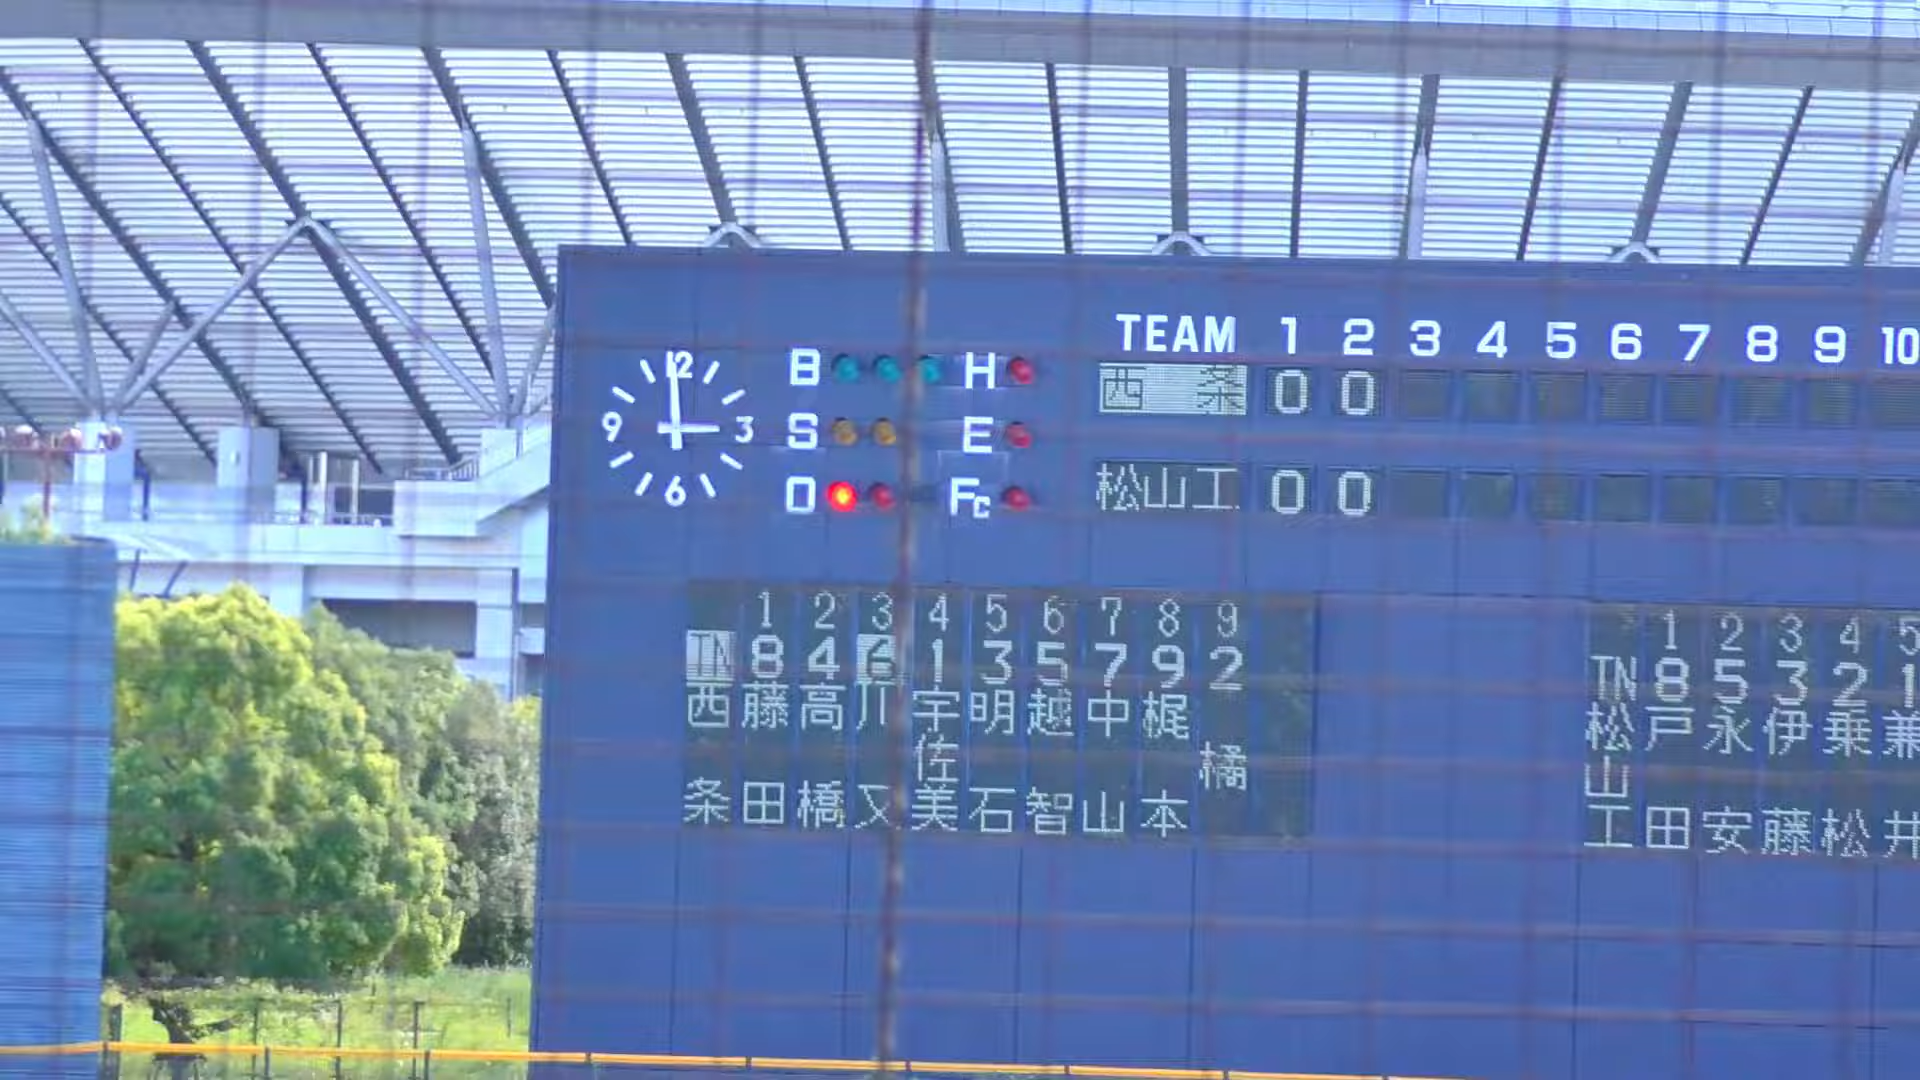 TEAM 1 2 3 4 5 6 7 8 9 10
12 3 6 9
B H
西条 0 0
S E
松山工 0 0
O Fc
1 2 3 4 5 6 7 8 9
TN 8 4 6 1 3 5 7 9 2
西条
藤田
高橋
川又
宇佐美
明石
越智
中山
梶本
橘
1 2 3 4 5
TN 8 5 3 2 1
松山工
戸田
永安
伊藤
乗松
兼井